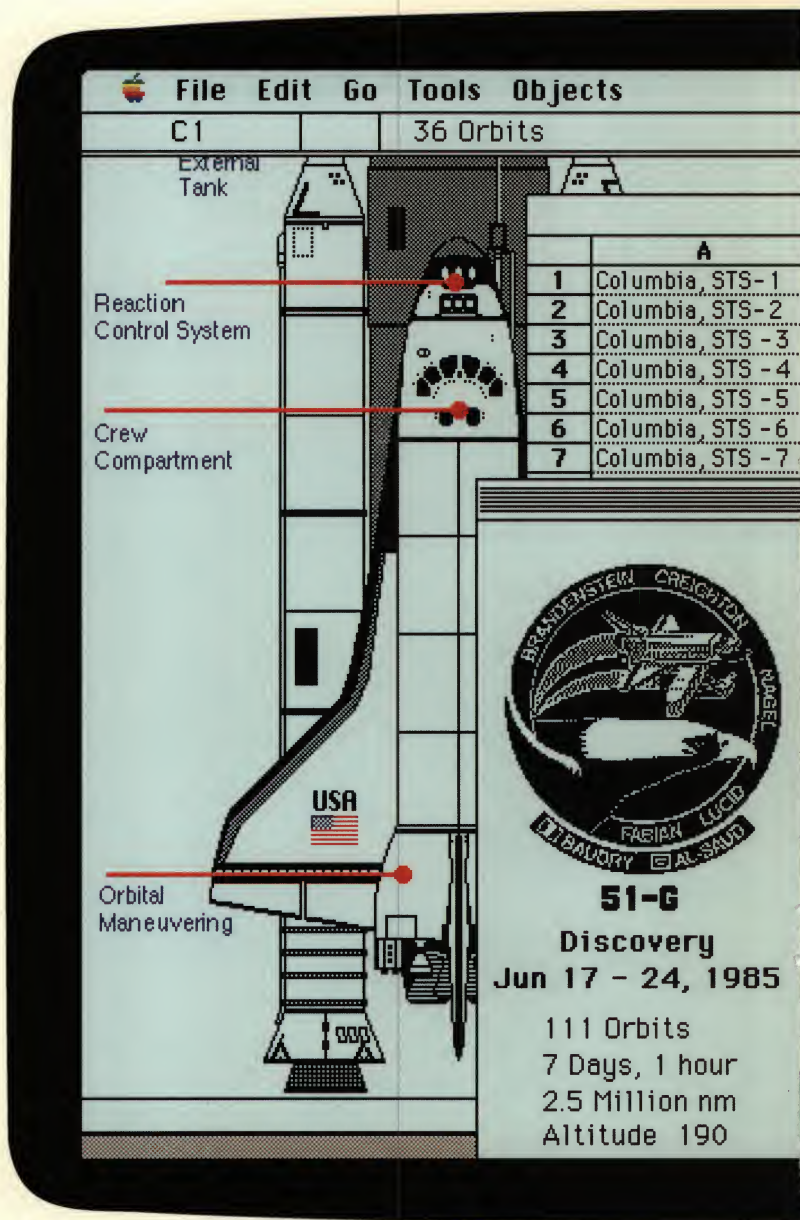 File Edit Go Tools Objects
C1 36 Orbits
External
Tank
Reaction
Control System
Crew
Compartment
Orbital
Maneuvering
USA
A
1 Columbia, STS-1
2 Columbia, STS-2
3 Columbia, STS -3
4 Columbia, STS -4
5 Columbia, STS -5
6 Columbia, STS -6
7 Columbia, STS -7
BRANDENSTEIN CREIGHTON NAGEL
FABIAN LUCID
BAUDRY AL-SAUD
51-G
Discovery
Jun 17 - 24, 1985
111 Orbits
7 Days, 1 hour
2.5 Million nm
Altitude 190